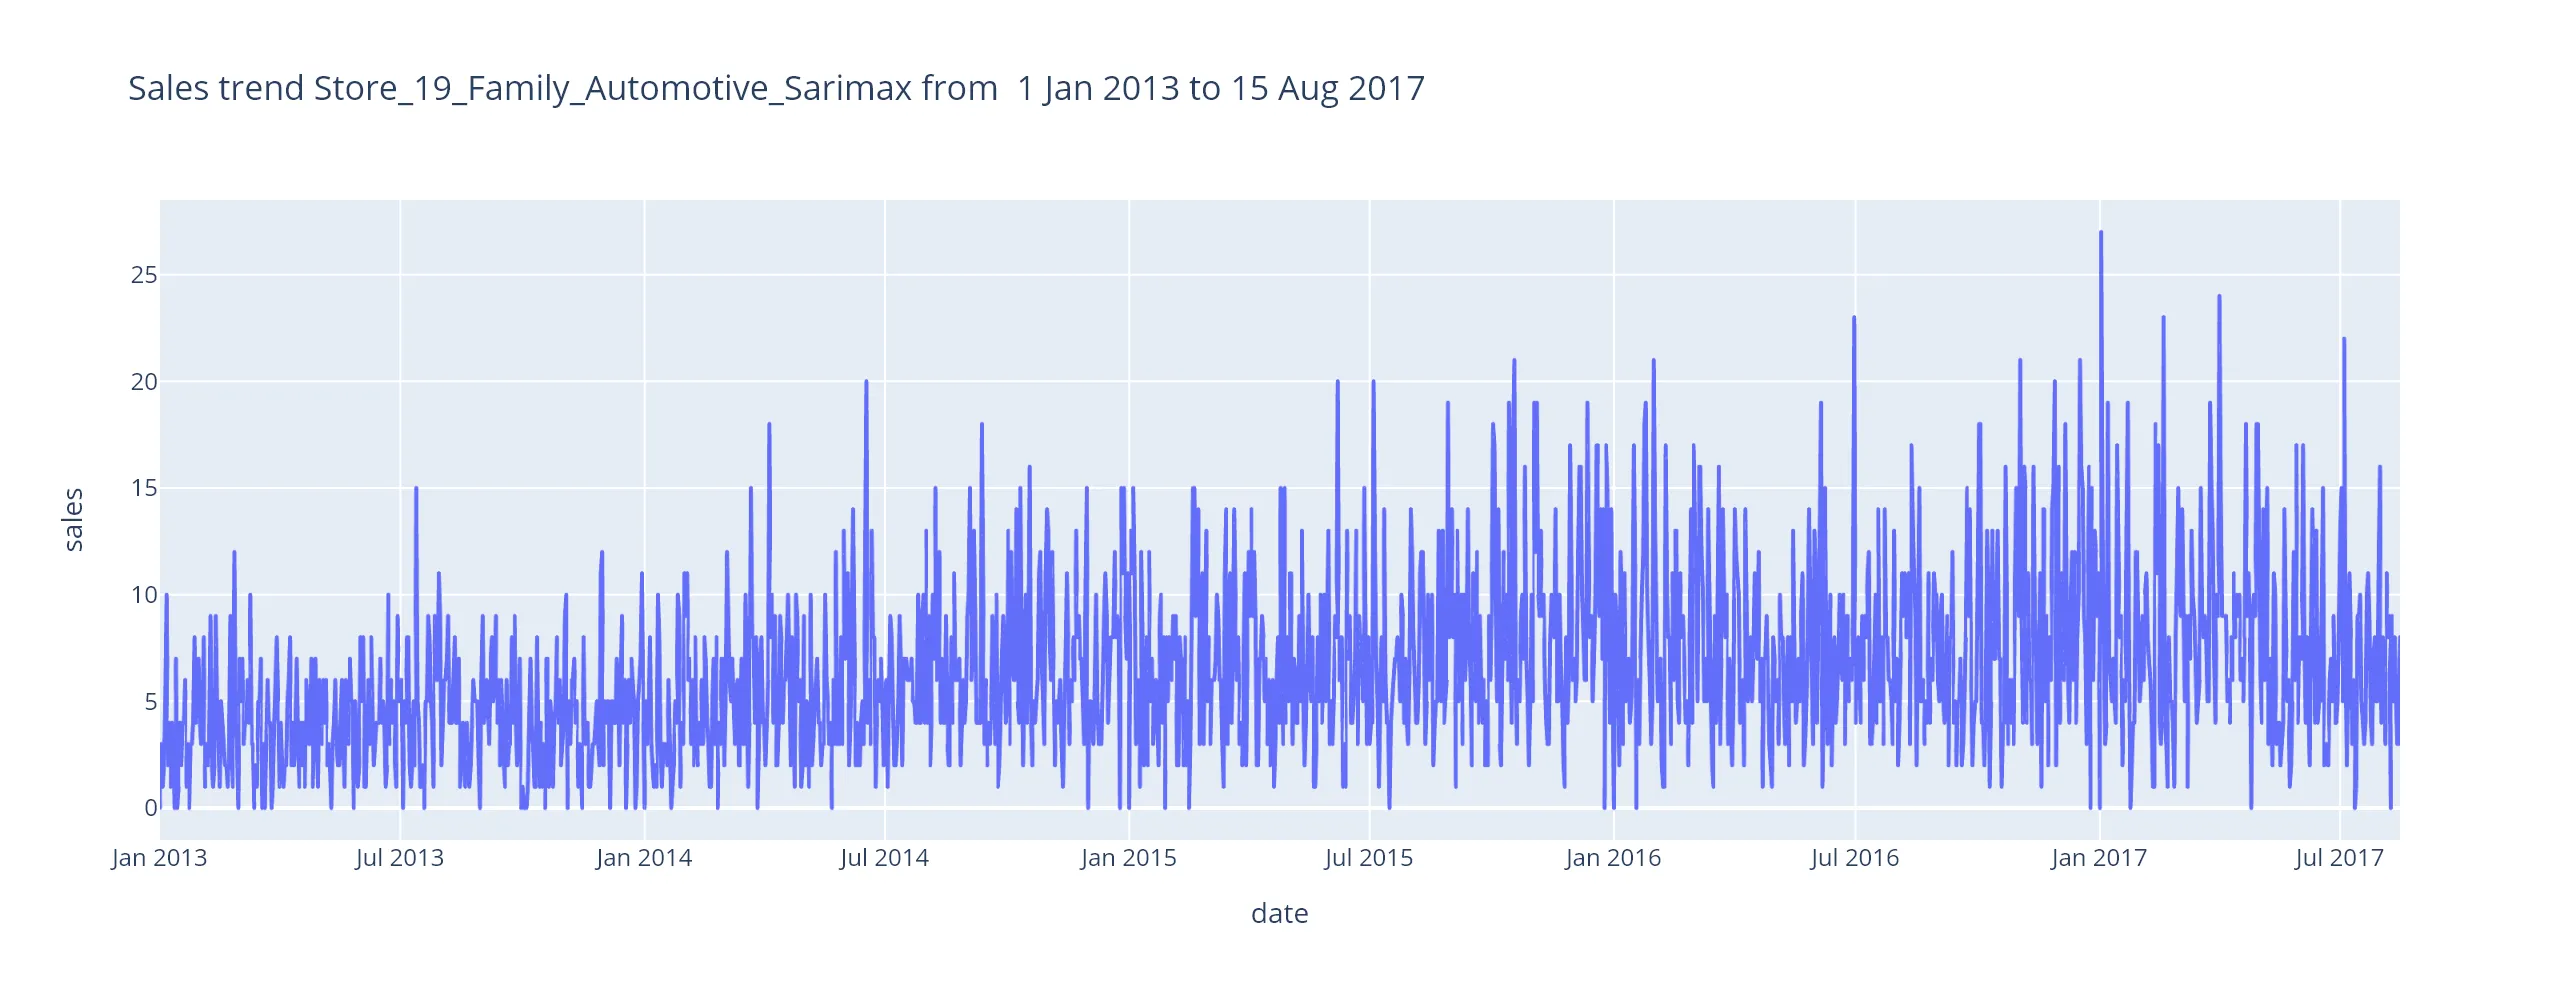 Sales trend Store_19_Family_Automotive_Sarimax from  1 Jan 2013 to 15 Aug 2017
sales
25
20
15
10
5
0
Jan 2013 Jul 2013 Jan 2014 Jul 2014 Jan 2015 Jul 2015 Jan 2016 Jul 2016 Jan 2017 Jul 2017
date